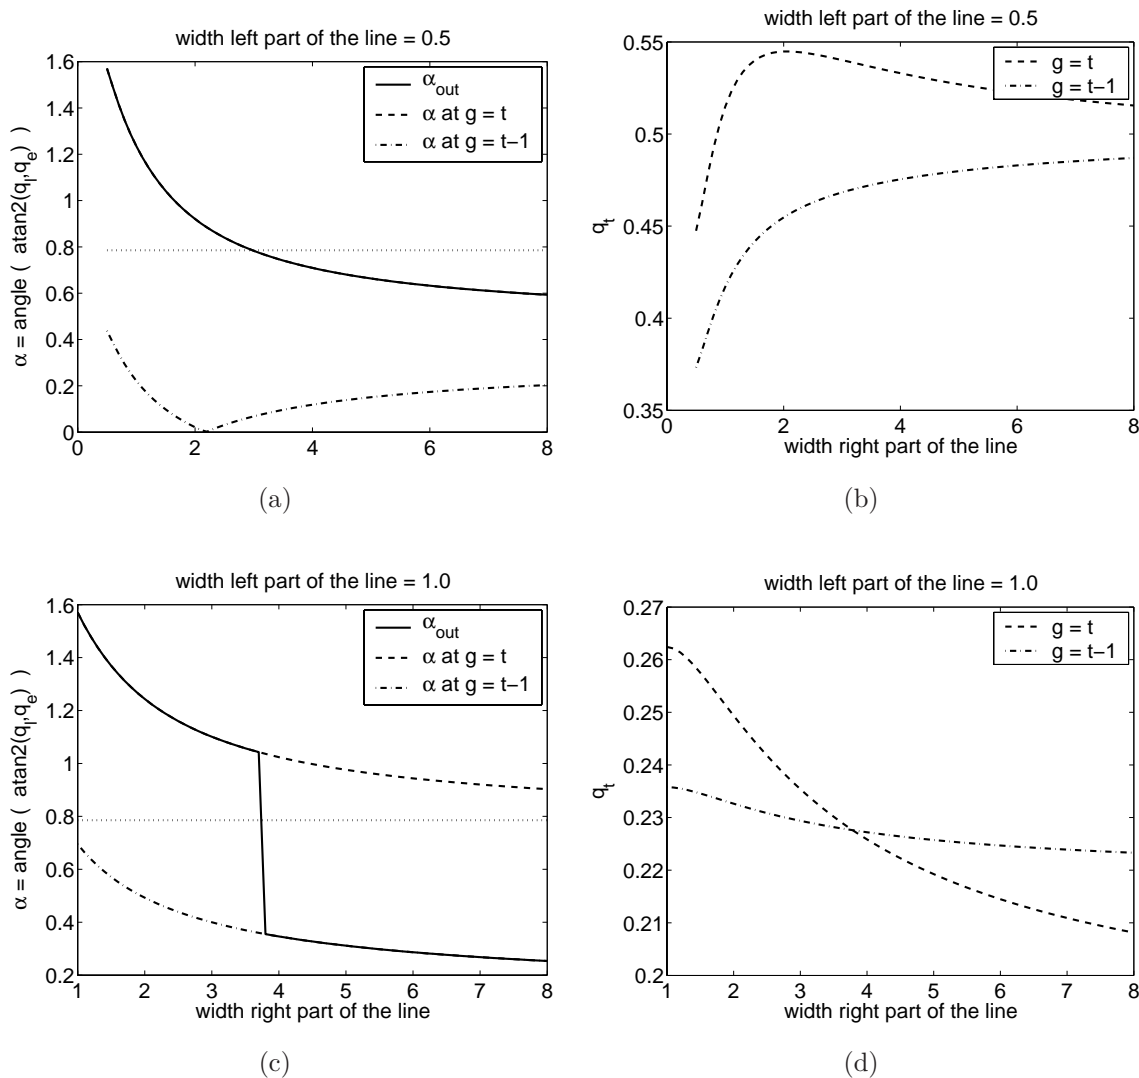 width left part of the line = 0.5
α = angle ( atan2(q_l,q_e) )
1.6
1.4
1.2
1
0.8
0.6
0.4
0.2
0
0 2 4 6 8
α_out
α at g = t
α at g = t−1
(a)
width left part of the line = 0.5
q_t
0.55
0.5
0.45
0.4
0.35
0 2 4 6 8
width right part of the line
g = t
g = t−1
(b)
width left part of the line = 1.0
α = angle ( atan2(q_l,q_e) )
1.6
1.4
1.2
1
0.8
0.6
0.4
0.2
1 2 3 4 5 6 7 8
width right part of the line
α_out
α at g = t
α at g = t−1
(c)
width left part of the line = 1.0
q_t
0.27
0.26
0.25
0.24
0.23
0.22
0.21
0.2
1 2 3 4 5 6 7 8
width right part of the line
g = t
g = t−1
(d)